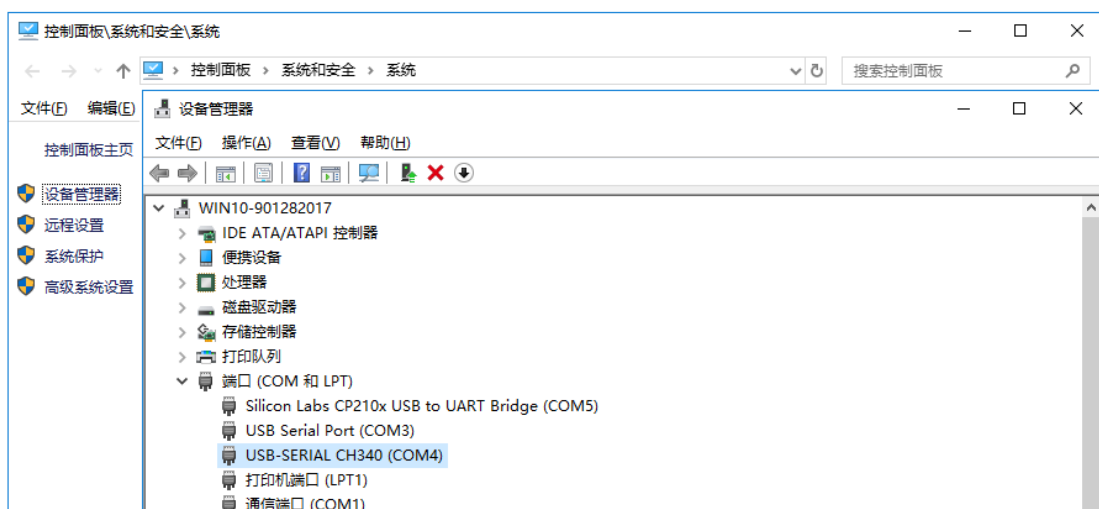 控制面板\系统和安全\系统
控制面板 > 系统和安全 > 系统
搜索控制面板
文件(F) 编辑(E)
控制面板主页
设备管理器
远程设置
系统保护
高级系统设置
设备管理器
文件(F) 操作(A) 查看(V) 帮助(H)
WIN10-901282017
IDE ATA/ATAPI 控制器
便携设备
处理器
磁盘驱动器
存储控制器
打印队列
端口 (COM 和 LPT)
Silicon Labs CP210x USB to UART Bridge (COM5)
USB Serial Port (COM3)
USB-SERIAL CH340 (COM4)
打印机端口 (LPT1)
通信端口 (COM1)